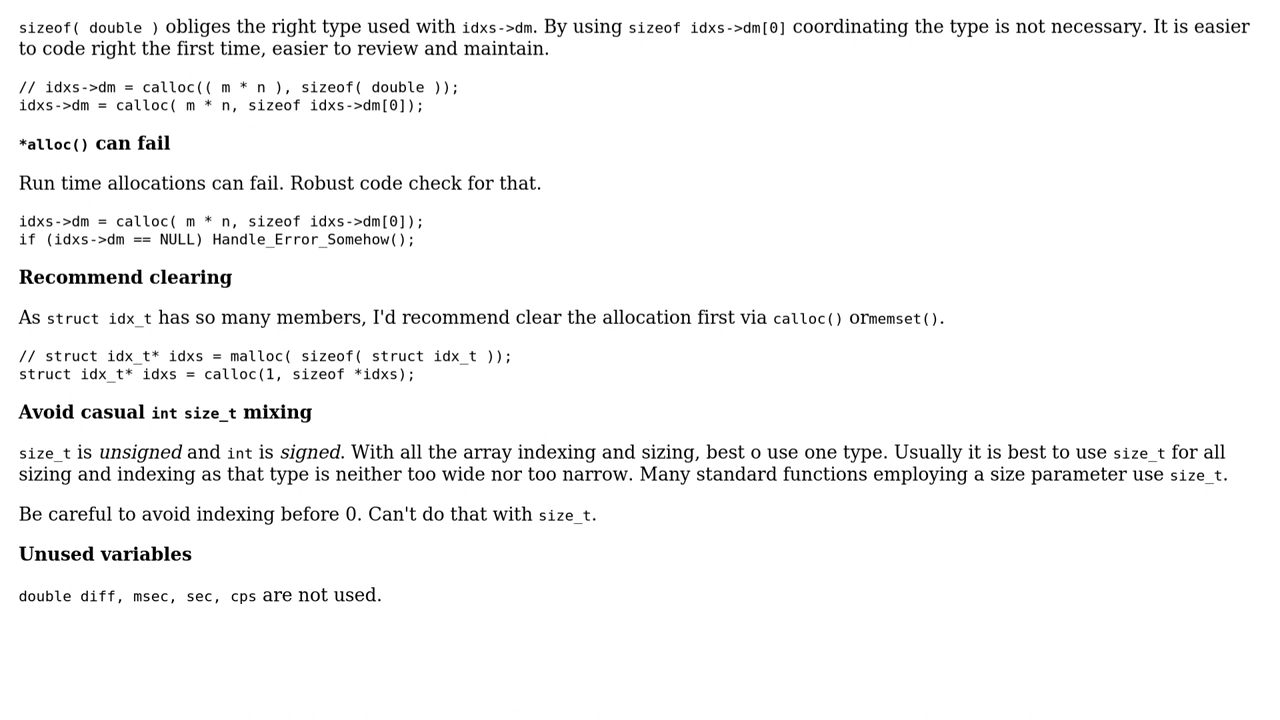 sizeof( double ) obliges the right type used with idxs->dm. By using sizeof idxs->dm[0] coordinating the type is not necessary. It is easier
to code right the first time, easier to review and maintain.
// idxs->dm = calloc(( m * n ), sizeof( double ));
idxs->dm = calloc( m * n, sizeof idxs->dm[0]);
*alloc() can fail
Run time allocations can fail. Robust code check for that.
idxs->dm = calloc( m * n, sizeof idxs->dm[0]);
if (idxs->dm == NULL) Handle_Error_Somehow();
Recommend clearing
As struct idx_t has so many members, I'd recommend clear the allocation first via calloc() ormemset().
// struct idx_t* idxs = malloc( sizeof( struct idx_t ));
struct idx_t* idxs = calloc(1, sizeof *idxs);
Avoid casual int size_t mixing
size_t is unsigned and int is signed. With all the array indexing and sizing, best o use one type. Usually it is best to use size_t for all
sizing and indexing as that type is neither too wide nor too narrow. Many standard functions employing a size parameter use size_t.
Be careful to avoid indexing before 0. Can't do that with size_t.
Unused variables
double diff, msec, sec, cps are not used.